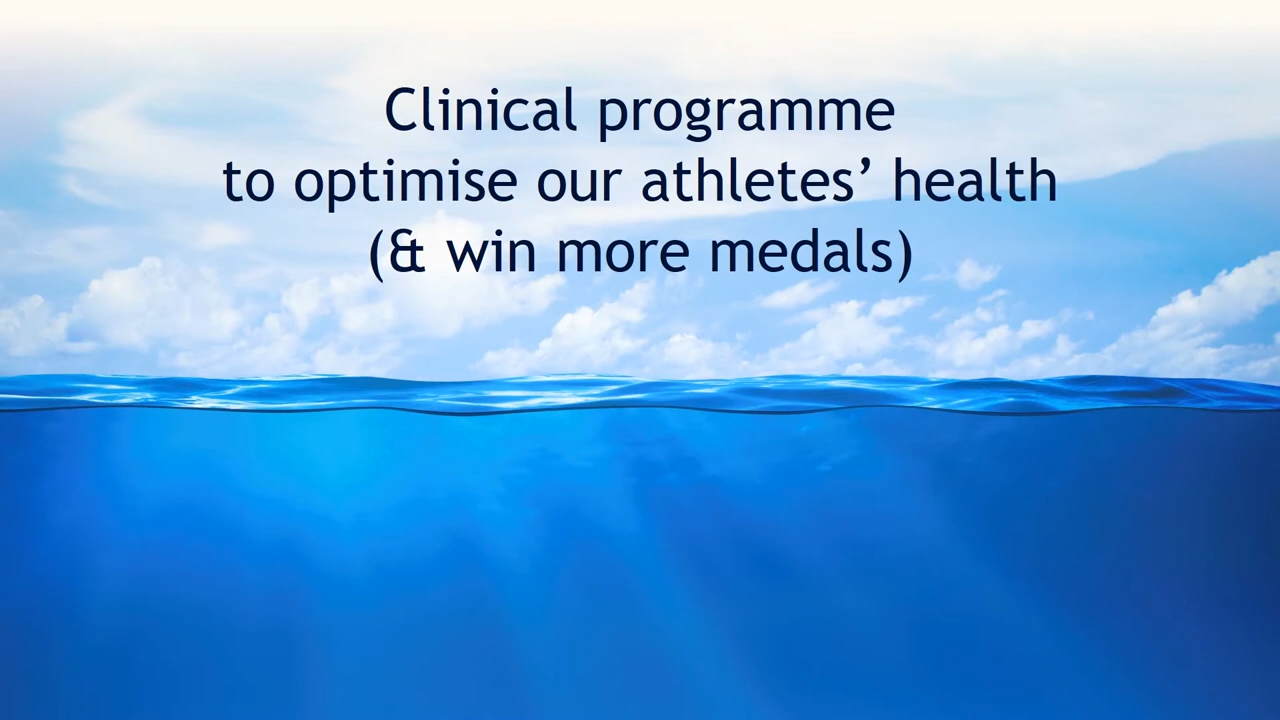 Clinical programme
to optimise our athletes’ health
(& win more medals)